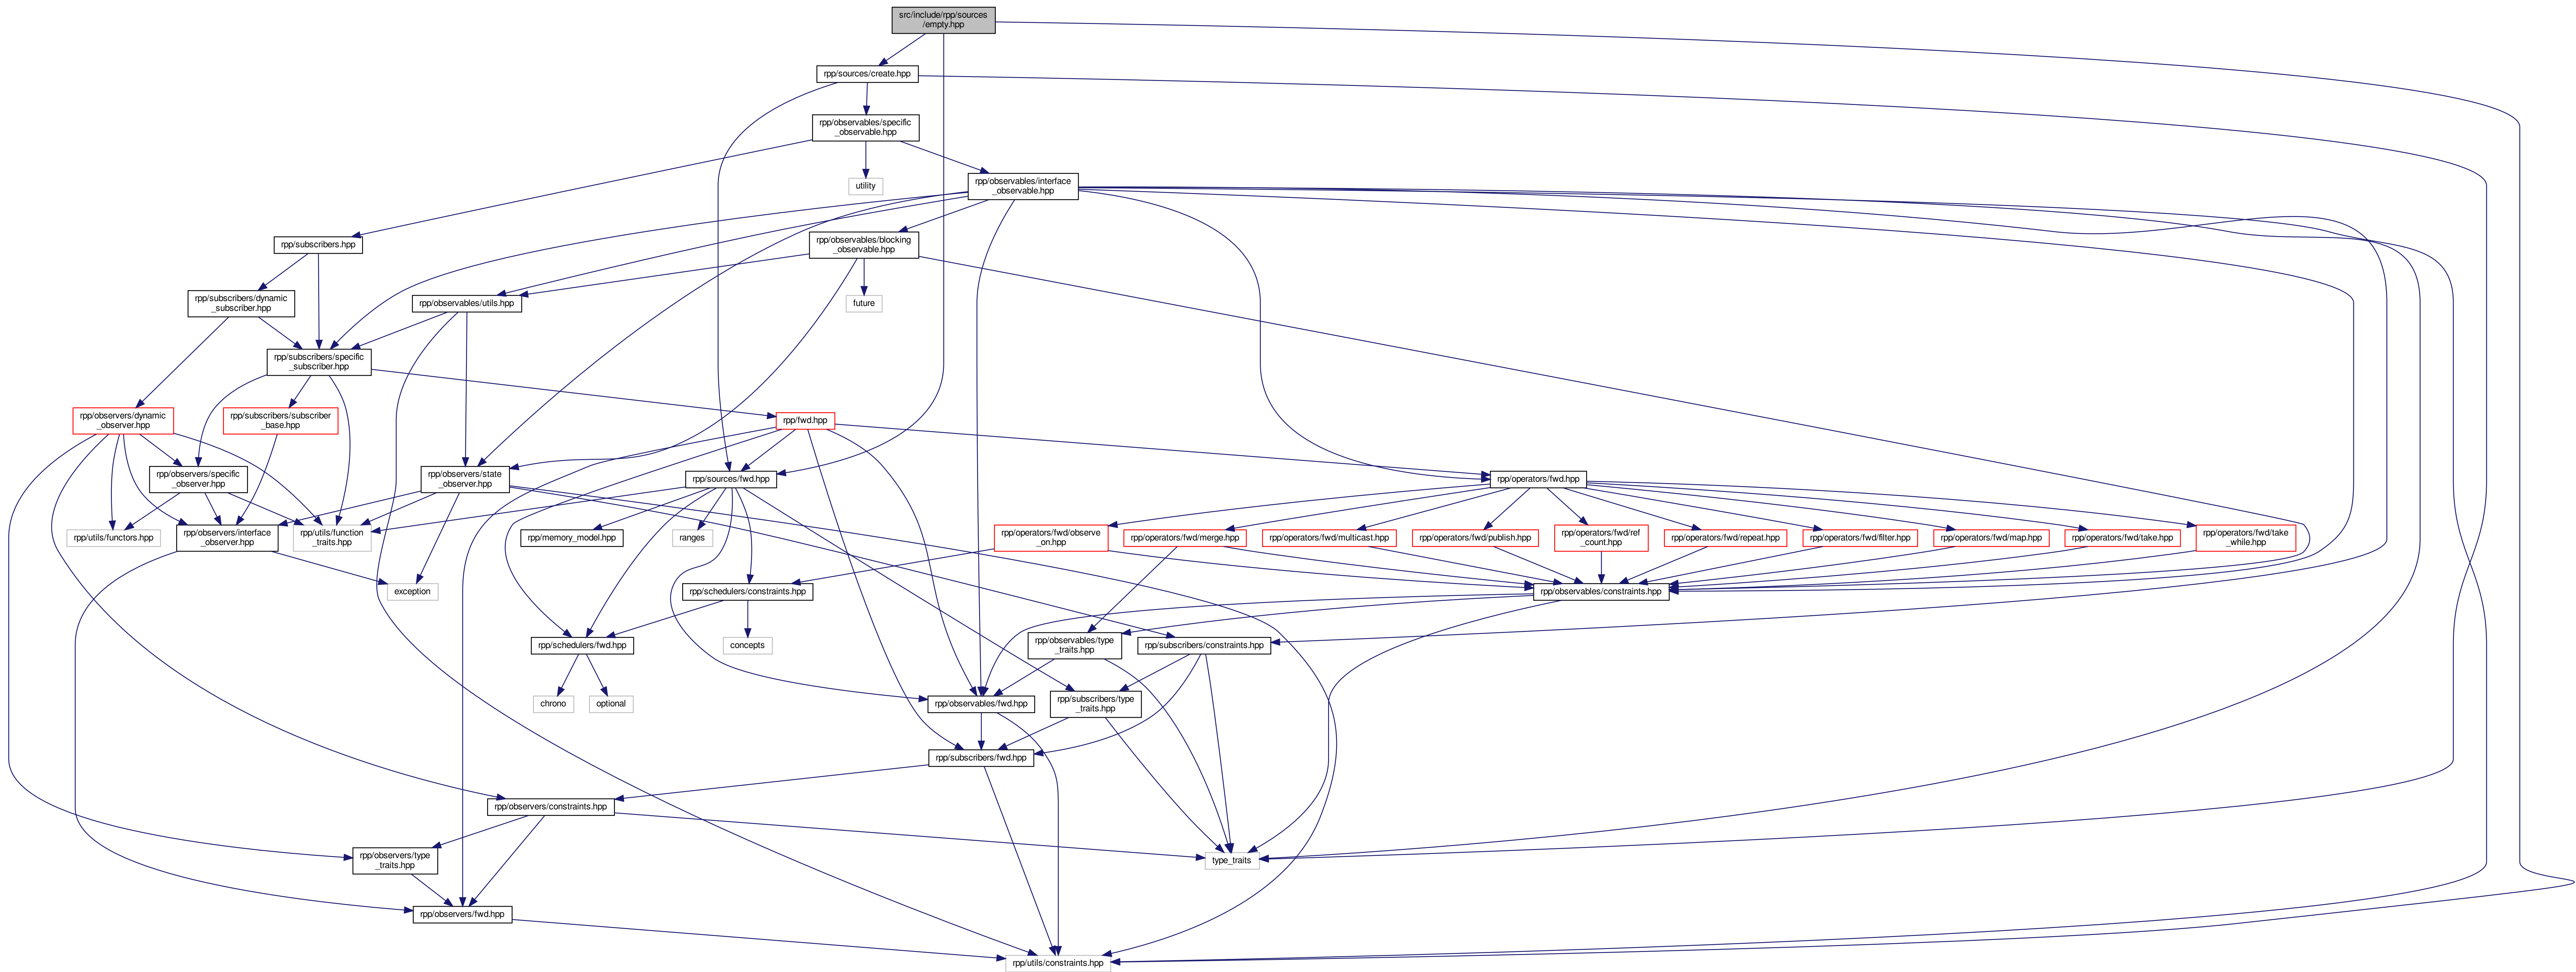 src/include/rpp/sources
/empty.hpp
rpp/sources/create.hpp
rpp/observables/specific
_observable.hpp
utility
rpp/observables/interface
_observable.hpp
rpp/subscribers.hpp
rpp/observables/blocking
_observable.hpp
rpp/subscribers/dynamic
_subscriber.hpp
rpp/observables/utils.hpp
future
rpp/subscribers/specific
_subscriber.hpp
rpp/observers/dynamic
_observer.hpp
rpp/subscribers/subscriber
_base.hpp
rpp/fwd.hpp
rpp/observers/specific
_observer.hpp
rpp/observers/state
_observer.hpp
rpp/sources/fwd.hpp
rpp/operators/fwd.hpp
rpp/utils/functors.hpp
rpp/observers/interface
_observer.hpp
rpp/utils/function
_traits.hpp
rpp/memory_model.hpp
ranges
rpp/operators/fwd/observe
_on.hpp
rpp/operators/fwd/merge.hpp
rpp/operators/fwd/multicast.hpp
rpp/operators/fwd/publish.hpp
rpp/operators/fwd/ref
_count.hpp
rpp/operators/fwd/repeat.hpp
rpp/operators/fwd/filter.hpp
rpp/operators/fwd/map.hpp
rpp/operators/fwd/take.hpp
rpp/operators/fwd/take
_while.hpp
exception
rpp/schedulers/constraints.hpp
rpp/observables/constraints.hpp
rpp/schedulers/fwd.hpp
concepts
rpp/observables/type
_traits.hpp
rpp/subscribers/constraints.hpp
chrono
optional
rpp/observables/fwd.hpp
rpp/subscribers/type
_traits.hpp
rpp/subscribers/fwd.hpp
rpp/observers/constraints.hpp
rpp/observers/type
_traits.hpp
type_traits
rpp/observers/fwd.hpp
rpp/utils/constraints.hpp